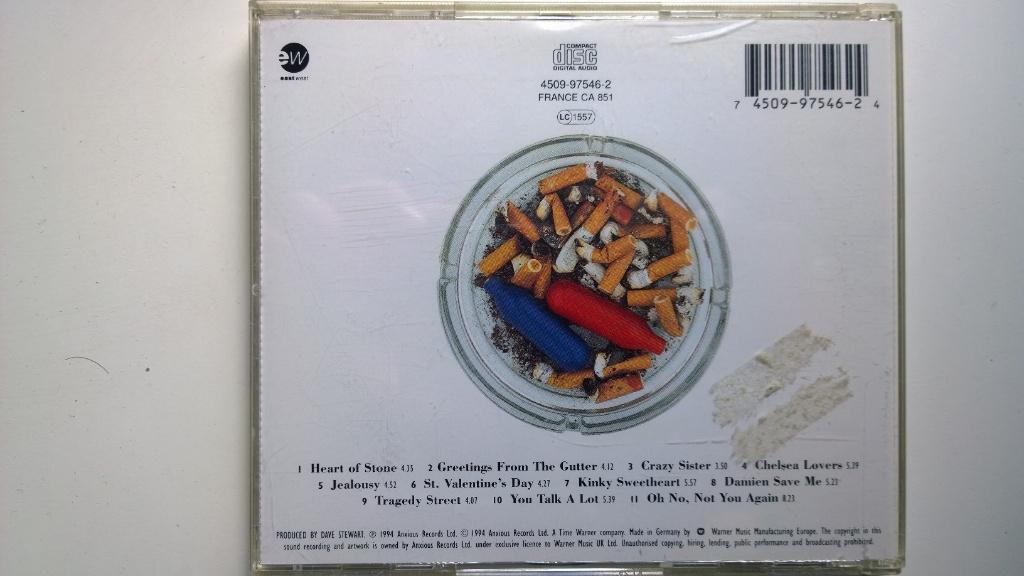 ew
east west
COMPACT
disc
DIGITAL AUDIO
4509-97546-2
FRANCE CA 851
LC 1557
7 4509-97546-2 4
1 Heart of Stone 4.35 2 Greetings From The Gutter 4.12 3 Crazy Sister 3.50 4 Chelsea Lovers 5.29
5 Jealousy 4.52 6 St. Valentine's Day 4.27 7 Kinky Sweetheart 5.57 8 Damien Save Me 5.23
9 Tragedy Street 4.07 10 You Talk A Lot 5.39 11 Oh No, Not You Again 8.23
PRODUCED BY DAVE STEWART. ℗ 1994 Anxious Records Ltd. © 1994 Anxious Records Ltd. A Time Warner company. Made in Germany by Warner Music Manufacturing Europe. The copyright in this
sound recording and artwork is owned by Anxious Records Ltd. under exclusive licence to Warner Music UK Ltd. Unauthorised copying, hiring, lending, public performance and broadcasting prohibited.